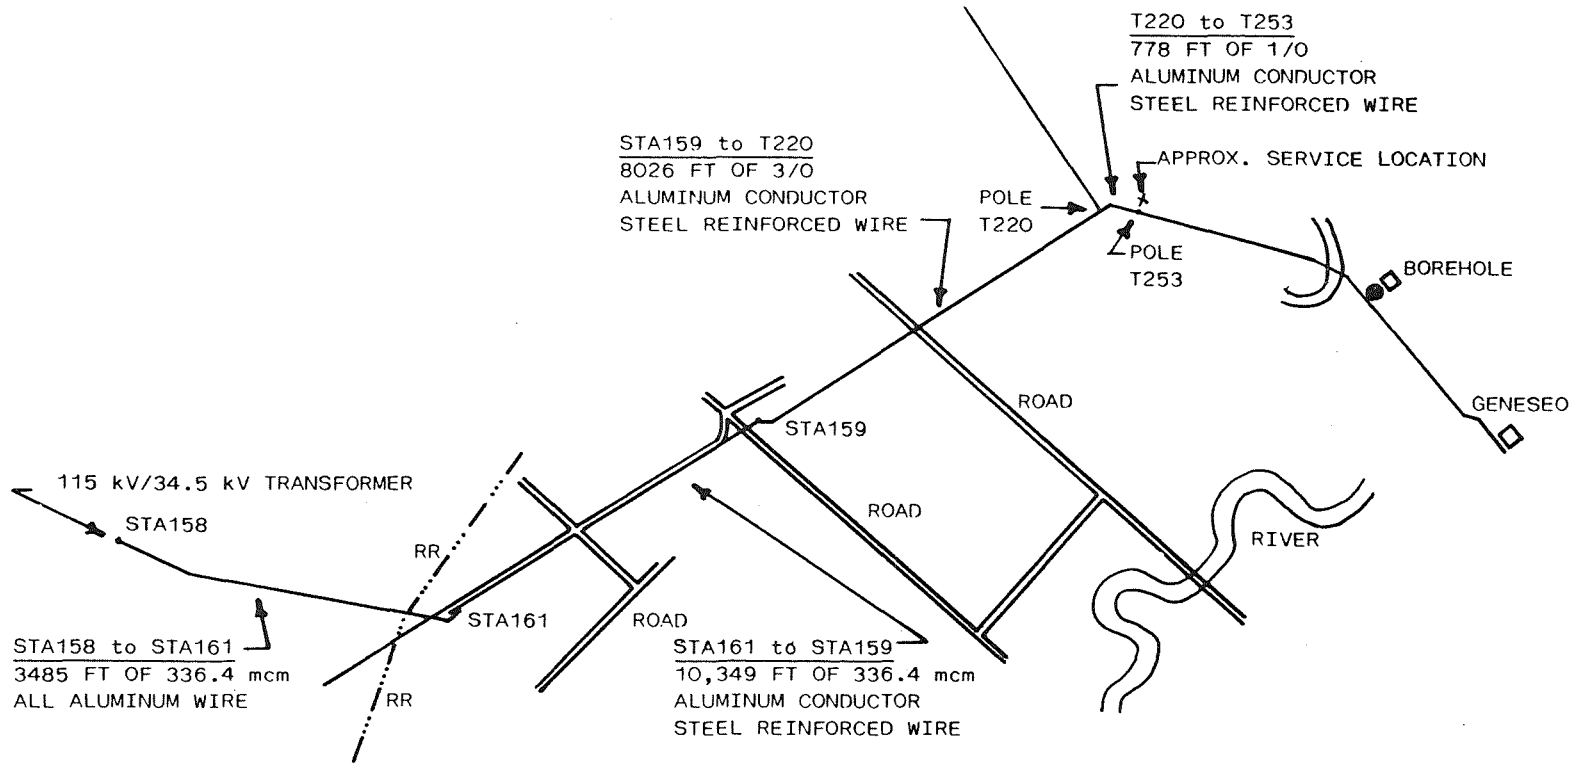 T220 to T253
778 FT OF 1/0
ALUMINUM CONDUCTOR
STEEL REINFORCED WIRE
STA159 to T220
8026 FT OF 3/0
ALUMINUM CONDUCTOR
STEEL REINFORCED WIRE
APPROX. SERVICE LOCATION
POLE
T220
POLE
T253
BOREHOLE
ROAD
GENESEO
STA159
115 kV/34.5 kV TRANSFORMER
STA158
ROAD
RR
RIVER
STA161
ROAD
STA158 to STA161
3485 FT OF 336.4 mcm
ALL ALUMINUM WIRE
RR
STA161 to STA159
10,349 FT OF 336.4 mcm
ALUMINUM CONDUCTOR
STEEL REINFORCED WIRE